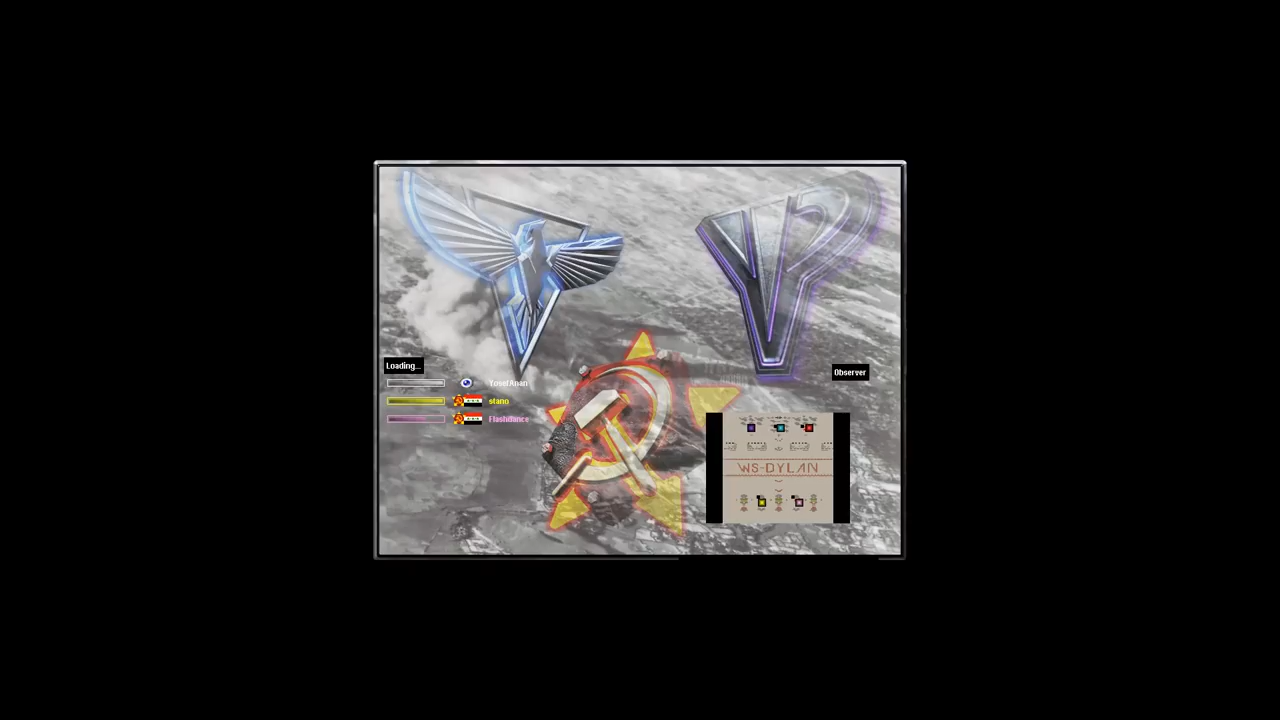 Loading...
YosefAnan
stano
Flashdance
Observer
WS-DYLAN